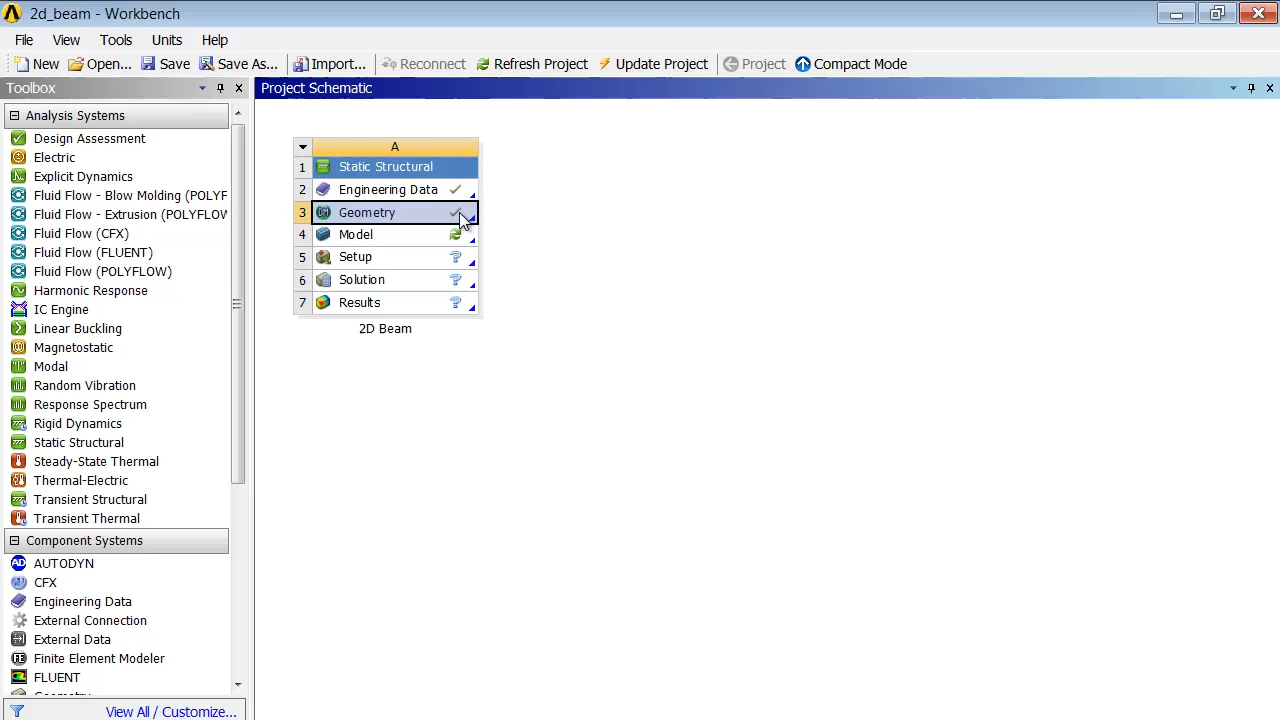 2d_beam - Workbench
File View Tools Units Help
New Open... Save Save As... Import... Reconnect Refresh Project Update Project Project Compact Mode
Toolbox
Project Schematic
Analysis Systems
Design Assessment
Electric
Explicit Dynamics
Fluid Flow - Blow Molding (POLYF
Fluid Flow - Extrusion (POLYFLOW
Fluid Flow (CFX)
Fluid Flow (FLUENT)
Fluid Flow (POLYFLOW)
Harmonic Response
IC Engine
Linear Buckling
Magnetostatic
Modal
Random Vibration
Response Spectrum
Rigid Dynamics
Static Structural
Steady-State Thermal
Thermal-Electric
Transient Structural
Transient Thermal
Component Systems
AUTODYN
CFX
Engineering Data
External Connection
External Data
Finite Element Modeler
FLUENT
Geometry
View All / Customize...
A
1 Static Structural
2 Engineering Data
3 Geometry
4 Model
5 Setup
6 Solution
7 Results
2D Beam